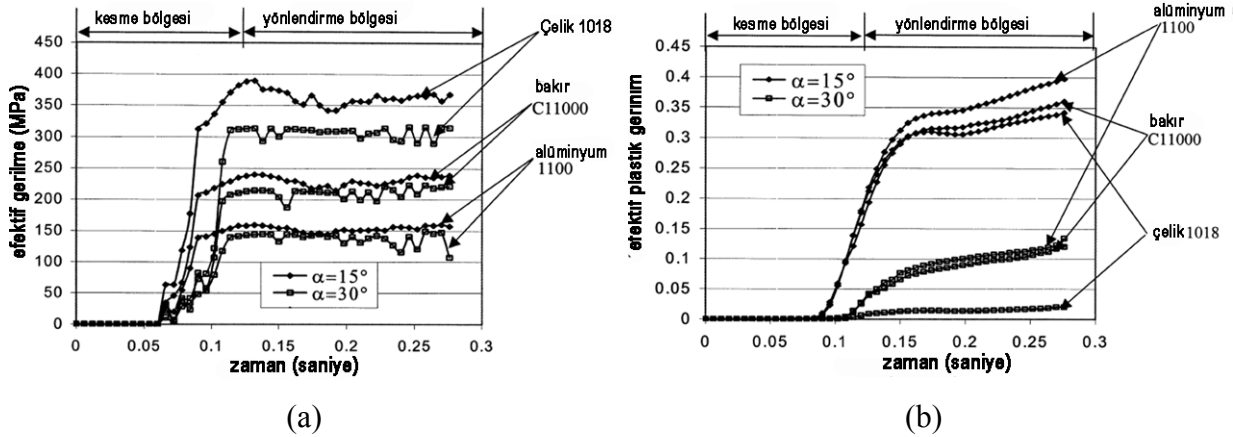 kesme bölgesi yönlendirme bölgesi
450
400
350
300
250
200
150
100
50
0
efektif gerilme (MPa)
0 0.05 0.1 0.15 0.2 0.25 0.3
zaman (saniye)
α=15°
α=30°
Çelik 1018
bakır
C11000
alüminyum
1100
(a)
kesme bölgesi yönlendirme bölgesi
0.45
0.4
0.35
0.3
0.25
0.2
0.15
0.1
0.05
0
efektif plastik gerinim
0 0.05 0.1 0.15 0.2 0.25 0.3
zaman (saniye)
α=15°
α=30°
alüminyum
1100
bakır
C11000
çelik 1018
(b)